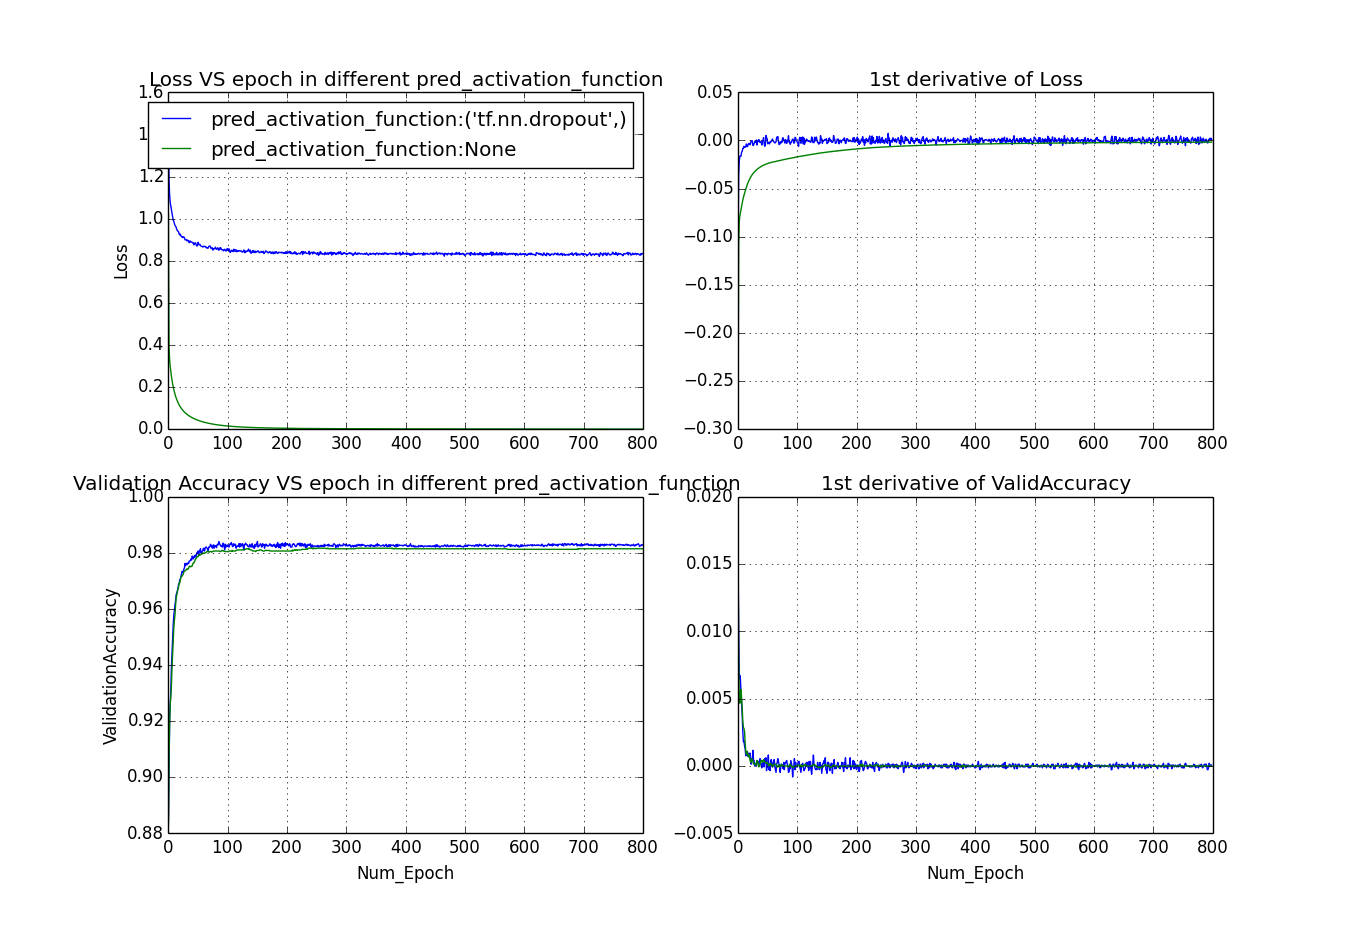 Loss VS epoch in different pred_activation_function
1.6
pred_activation_function:('tf.nn.dropout',)
pred_activation_function:None
1.2
1.0
0.8
0.6
0.4
0.2
0.0
Loss
0 100 200 300 400 500 600 700 800
1st derivative of Loss
0.05
0.00
−0.05
−0.10
−0.15
−0.20
−0.25
−0.30
0 100 200 300 400 500 600 700 800
Validation Accuracy VS epoch in different pred_activation_function
1.00
0.98
0.96
0.94
0.92
0.90
0.88
ValidationAccuracy
0 100 200 300 400 500 600 700 800
Num_Epoch
1st derivative of ValidAccuracy
0.020
0.015
0.010
0.005
0.000
−0.005
0 100 200 300 400 500 600 700 800
Num_Epoch